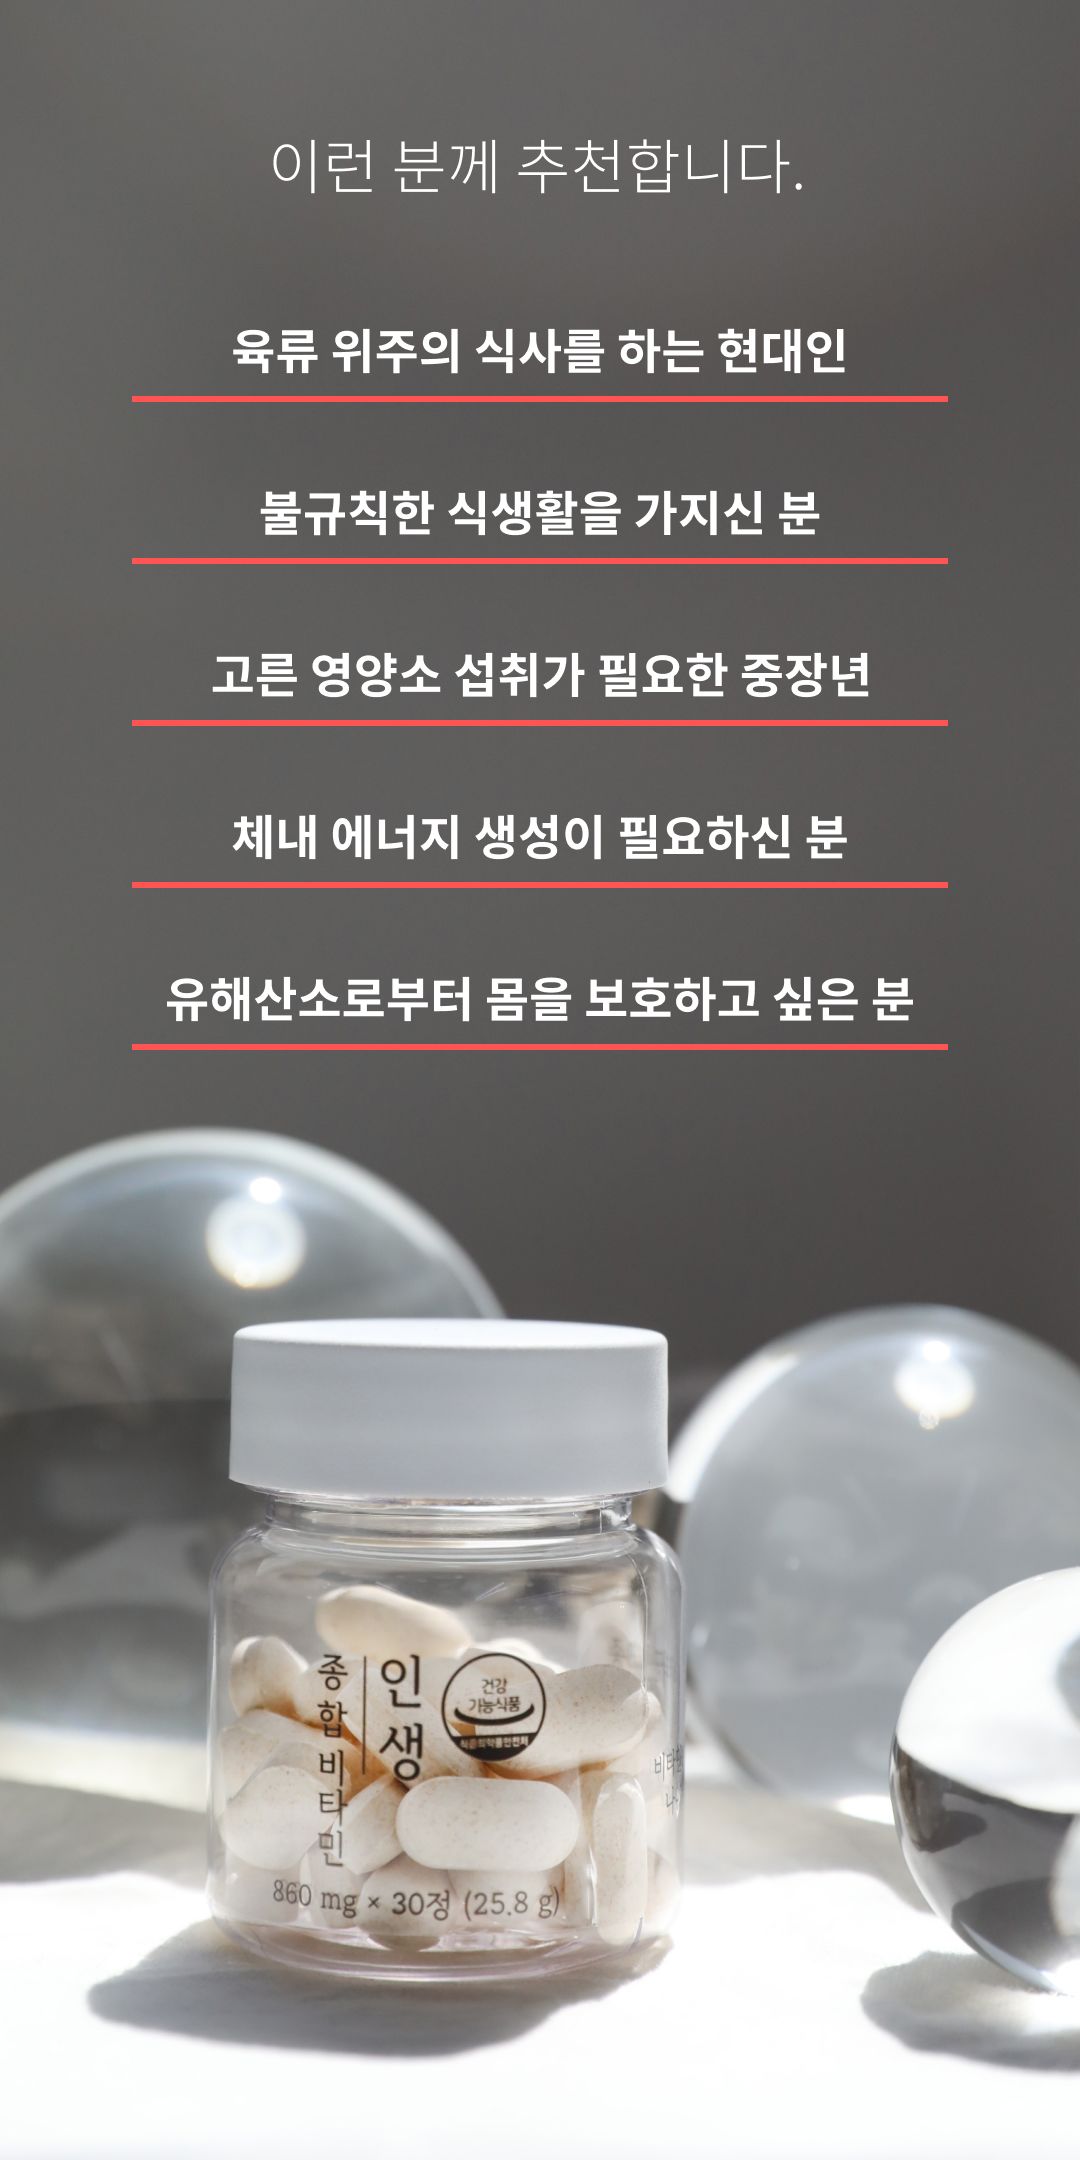 이런 분께 추천합니다.
육류 위주의 식사를 하는 현대인
불규칙한 식생활을 가지신 분
고른 영양소 섭취가 필요한 중장년
체내 에너지 생성이 필요하신 분
유해산소로부터 몸을 보호하고 싶은 분
인생
종합비타민
건강
기능식품
식품의약품안전처
860 mg × 30정 (25.8 g)